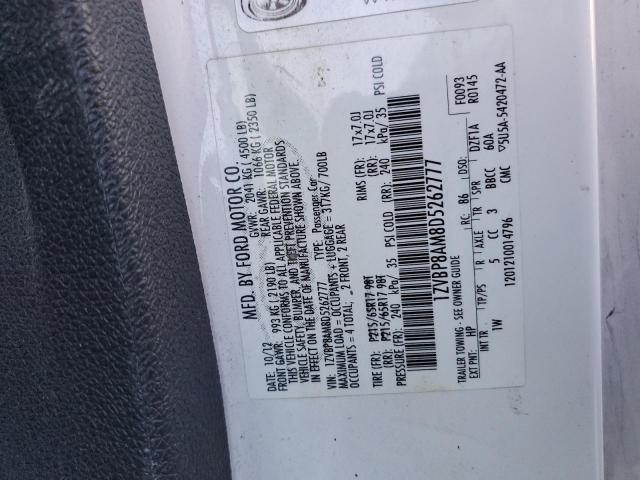 MFD. BY FORD MOTOR CO.
DATE: 10/12 GVWR: 2041 KG ( 4500 LB)
FRONT GAWR: 993 KG ( 2190 LB) REAR GAWR: 1066 KG ( 2350 LB)
THIS VEHICLE CONFORMS TO ALL APPLICABLE FEDERAL MOTOR
VEHICLE SAFETY, BUMPER, AND THEFT PREVENTION STANDARDS
IN EFFECT ON THE DATE OF MANUFACTURE SHOWN ABOVE.
VIN: 1ZVBP8AM8D5262777 TYPE: Passenger Car
MAXIMUM LOAD = OCCUPANTS + LUGGAGE = 317KG/ 700LB
OCCUPANTS = 4 TOTAL; 2 FRONT, 2 REAR
TIRE (FR): P215/65R17 98T RIMS (FR): 17x7.0J
(RR): P215/65R17 98T (RR): 17x7.0J
PRESSURE (FR): 240 kPa/ 35 PSI COLD (RR): 240 kPa/ 35 PSI COLD
1ZVBP8AM8D5262777
TRAILER TOWING - SEE OWNER GUIDE
EXT PNT: HP RC: B6 DSO: F0093
R0145
INT TR TP/PS R AXLE TR SPR
1W 5 CC 3 BBCC DZF1A
60A
1201210014796 CMC